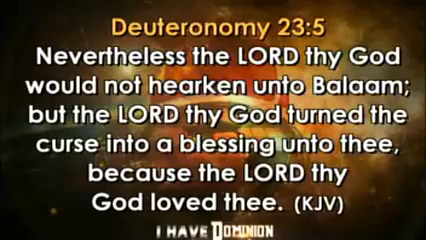 Deuteronomy 23:5
Nevertheless the LORD thy God
would not hearken unto Balaam;
but the LORD thy God turned the
curse into a blessing unto thee,
because the LORD thy
God loved thee. (KJV)
I HAVE DOMINION